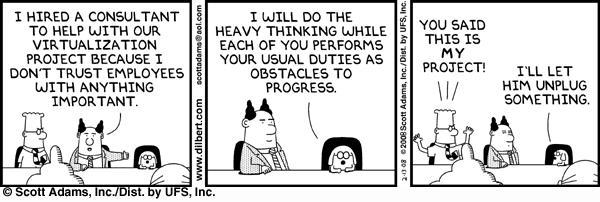 I HIRED A CONSULTANT
TO HELP WITH OUR
VIRTUALIZATION
PROJECT BECAUSE I
DON'T TRUST EMPLOYEES
WITH ANYTHING
IMPORTANT.
scottadams@aol.com
www.dilbert.com
I WILL DO THE
HEAVY THINKING WHILE
EACH OF YOU PERFORMS
YOUR USUAL DUTIES AS
OBSTACLES TO
PROGRESS.
2-13-08 © 2008 Scott Adams, Inc./Dist. by UFS, Inc.
YOU SAID
THIS IS
MY
PROJECT!
I'LL LET
HIM UNPLUG
SOMETHING.
© Scott Adams, Inc./Dist. by UFS, Inc.